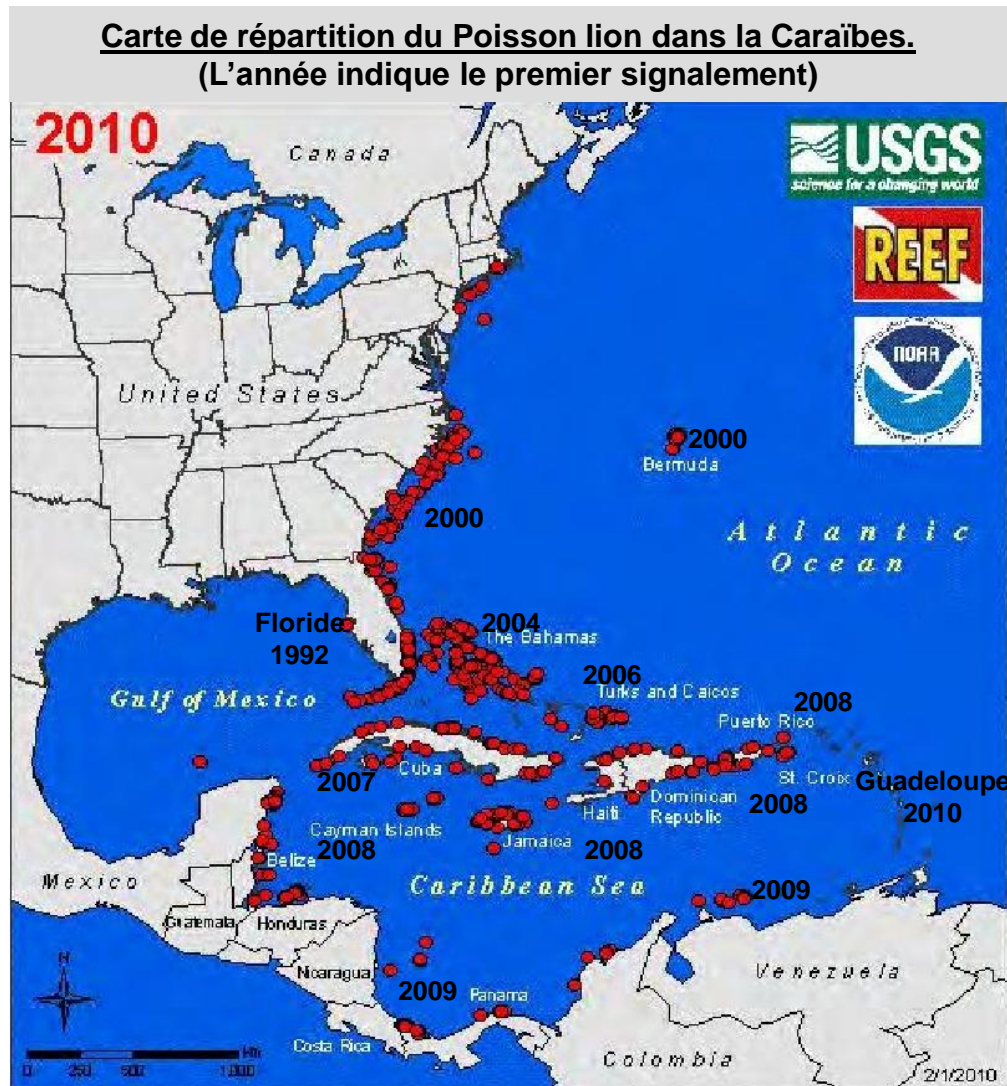 Carte de répartition du Poisson lion dans la Caraïbes.
(L'année indique le premier signalement)
2010
Canada
USGS
science for a changing world
REEF
NOAA
United States
2000
Bermuda
2000
Atlantic
Ocean
Floride
1992
2004
The Bahamas
Gulf of Mexico
2006
Turks and Caicos
2008
Puerto Rico
2007
Cuba
St. Croix
Guadeloupe
2010
Haiti
Dominican
Republic
2008
Cayman Islands
2008
Jamaica
2008
Belize
Mexico
Caribbean Sea
2009
Guatemala
Honduras
N
Nicaragua
2009
Panama
Venezuela
Costa Rica
Colombia
Km
0 250 500 1,000
2/1/2010